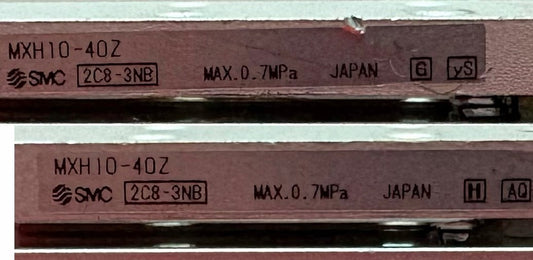 MXH10-40Z
SMC 2C8-3NB MAX.0.7MPa JAPAN G yS
MXH10-40Z
SMC 2C8-3NB MAX.0.7MPa JAPAN H AQ